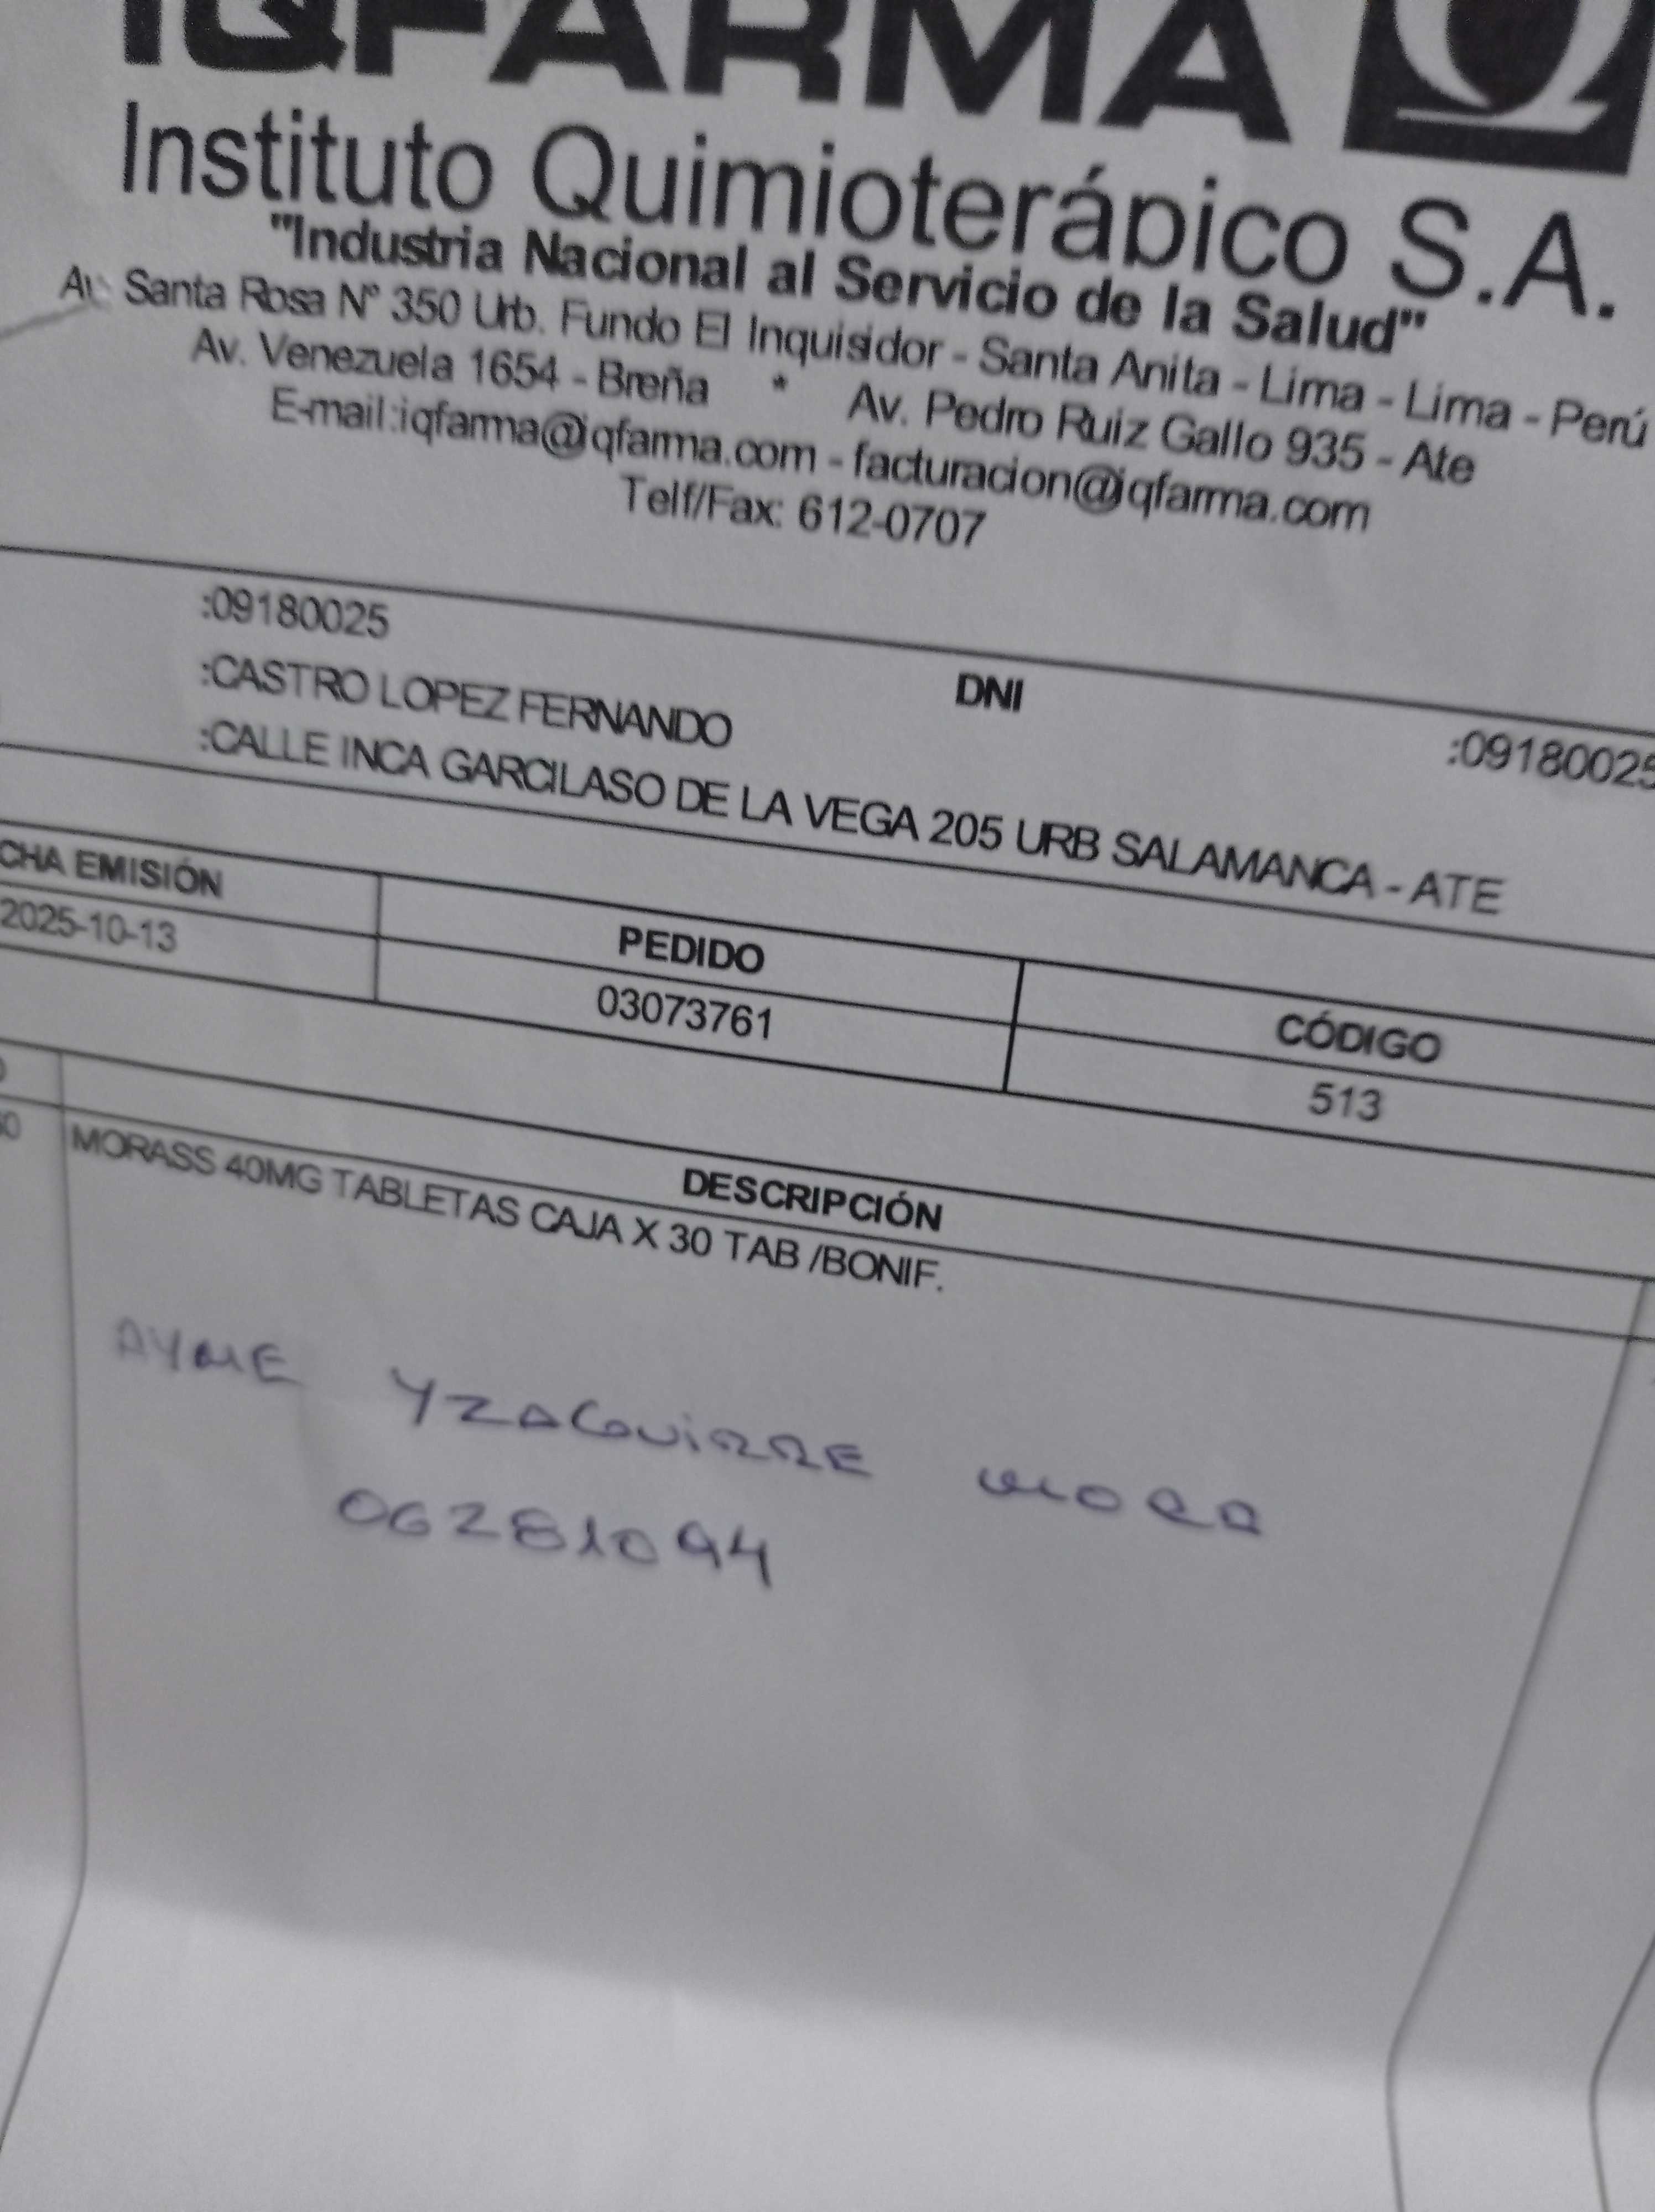 IQFARMA
Instituto Quimioterápico S.A.
"Industria Nacional al Servicio de la Salud"
Av. Santa Rosa N° 350 Urb. Fundo El Inquisidor - Santa Anita - Lima - Lima - Perú
Av. Venezuela 1654 - Breña * Av. Pedro Ruiz Gallo 935 - Ate
E-mail:iqfarma@iqfarma.com - facturacion@iqfarma.com
Telf/Fax: 612-0707
:09180025 DNI :09180025
:CASTRO LOPEZ FERNANDO
:CALLE INCA GARCILASO DE LA VEGA 205 URB SALAMANCA - ATE
CHA EMISIÓN PEDIDO CÓDIGO
2025-10-13 03073761 513
DESCRIPCIÓN
MORASS 40MG TABLETAS CAJA X 30 TAB /BONIF.
AYME YZAGUIRRE MORA
06281094